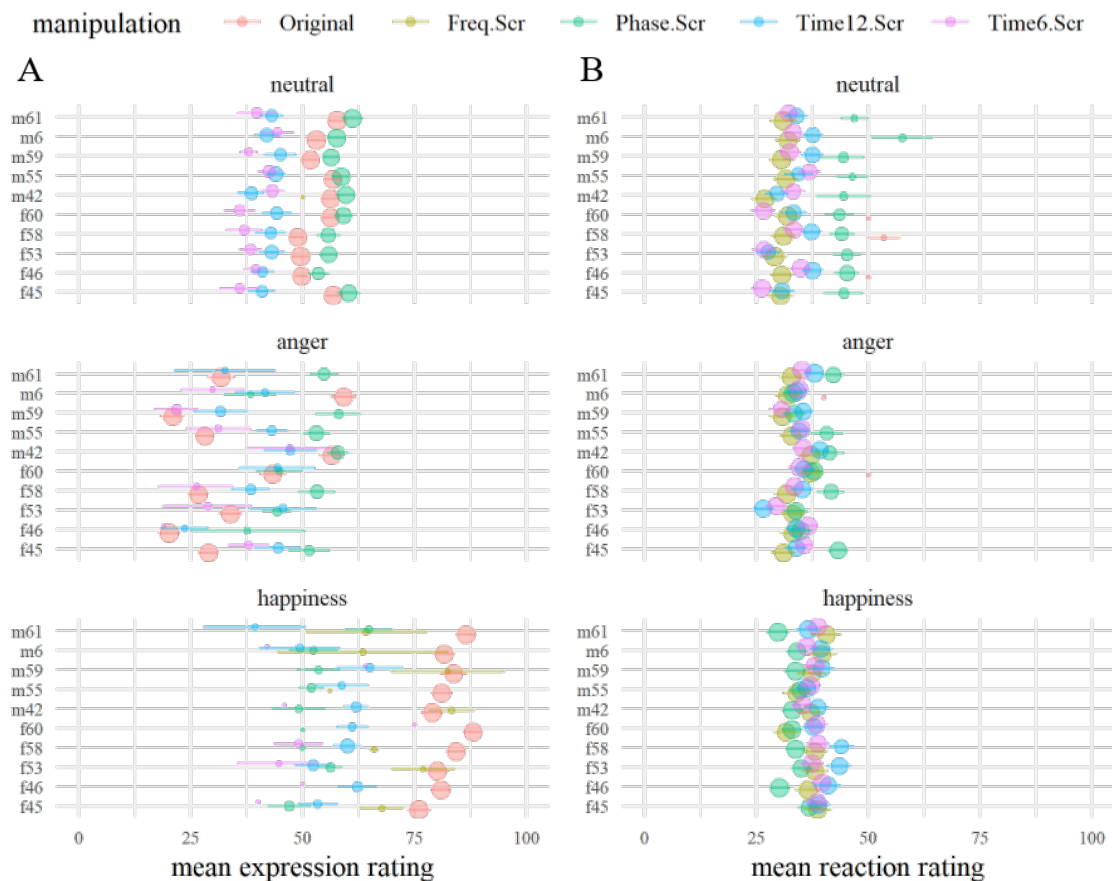 manipulation Original Freq.Scr Phase.Scr Time12.Scr Time6.Scr
A
neutral
m61
m6
m59
m55
m42
f60
f58
f53
f46
f45
anger
m61
m6
m59
m55
m42
f60
f58
f53
f46
f45
happiness
m61
m6
m59
m55
m42
f60
f58
f53
f46
f45
0 25 50 75 100
mean expression rating
B
neutral
m61
m6
m59
m55
m42
f60
f58
f53
f46
f45
anger
m61
m6
m59
m55
m42
f60
f58
f53
f46
f45
happiness
m61
m6
m59
m55
m42
f60
f58
f53
f46
f45
0 25 50 75 100
mean reaction rating